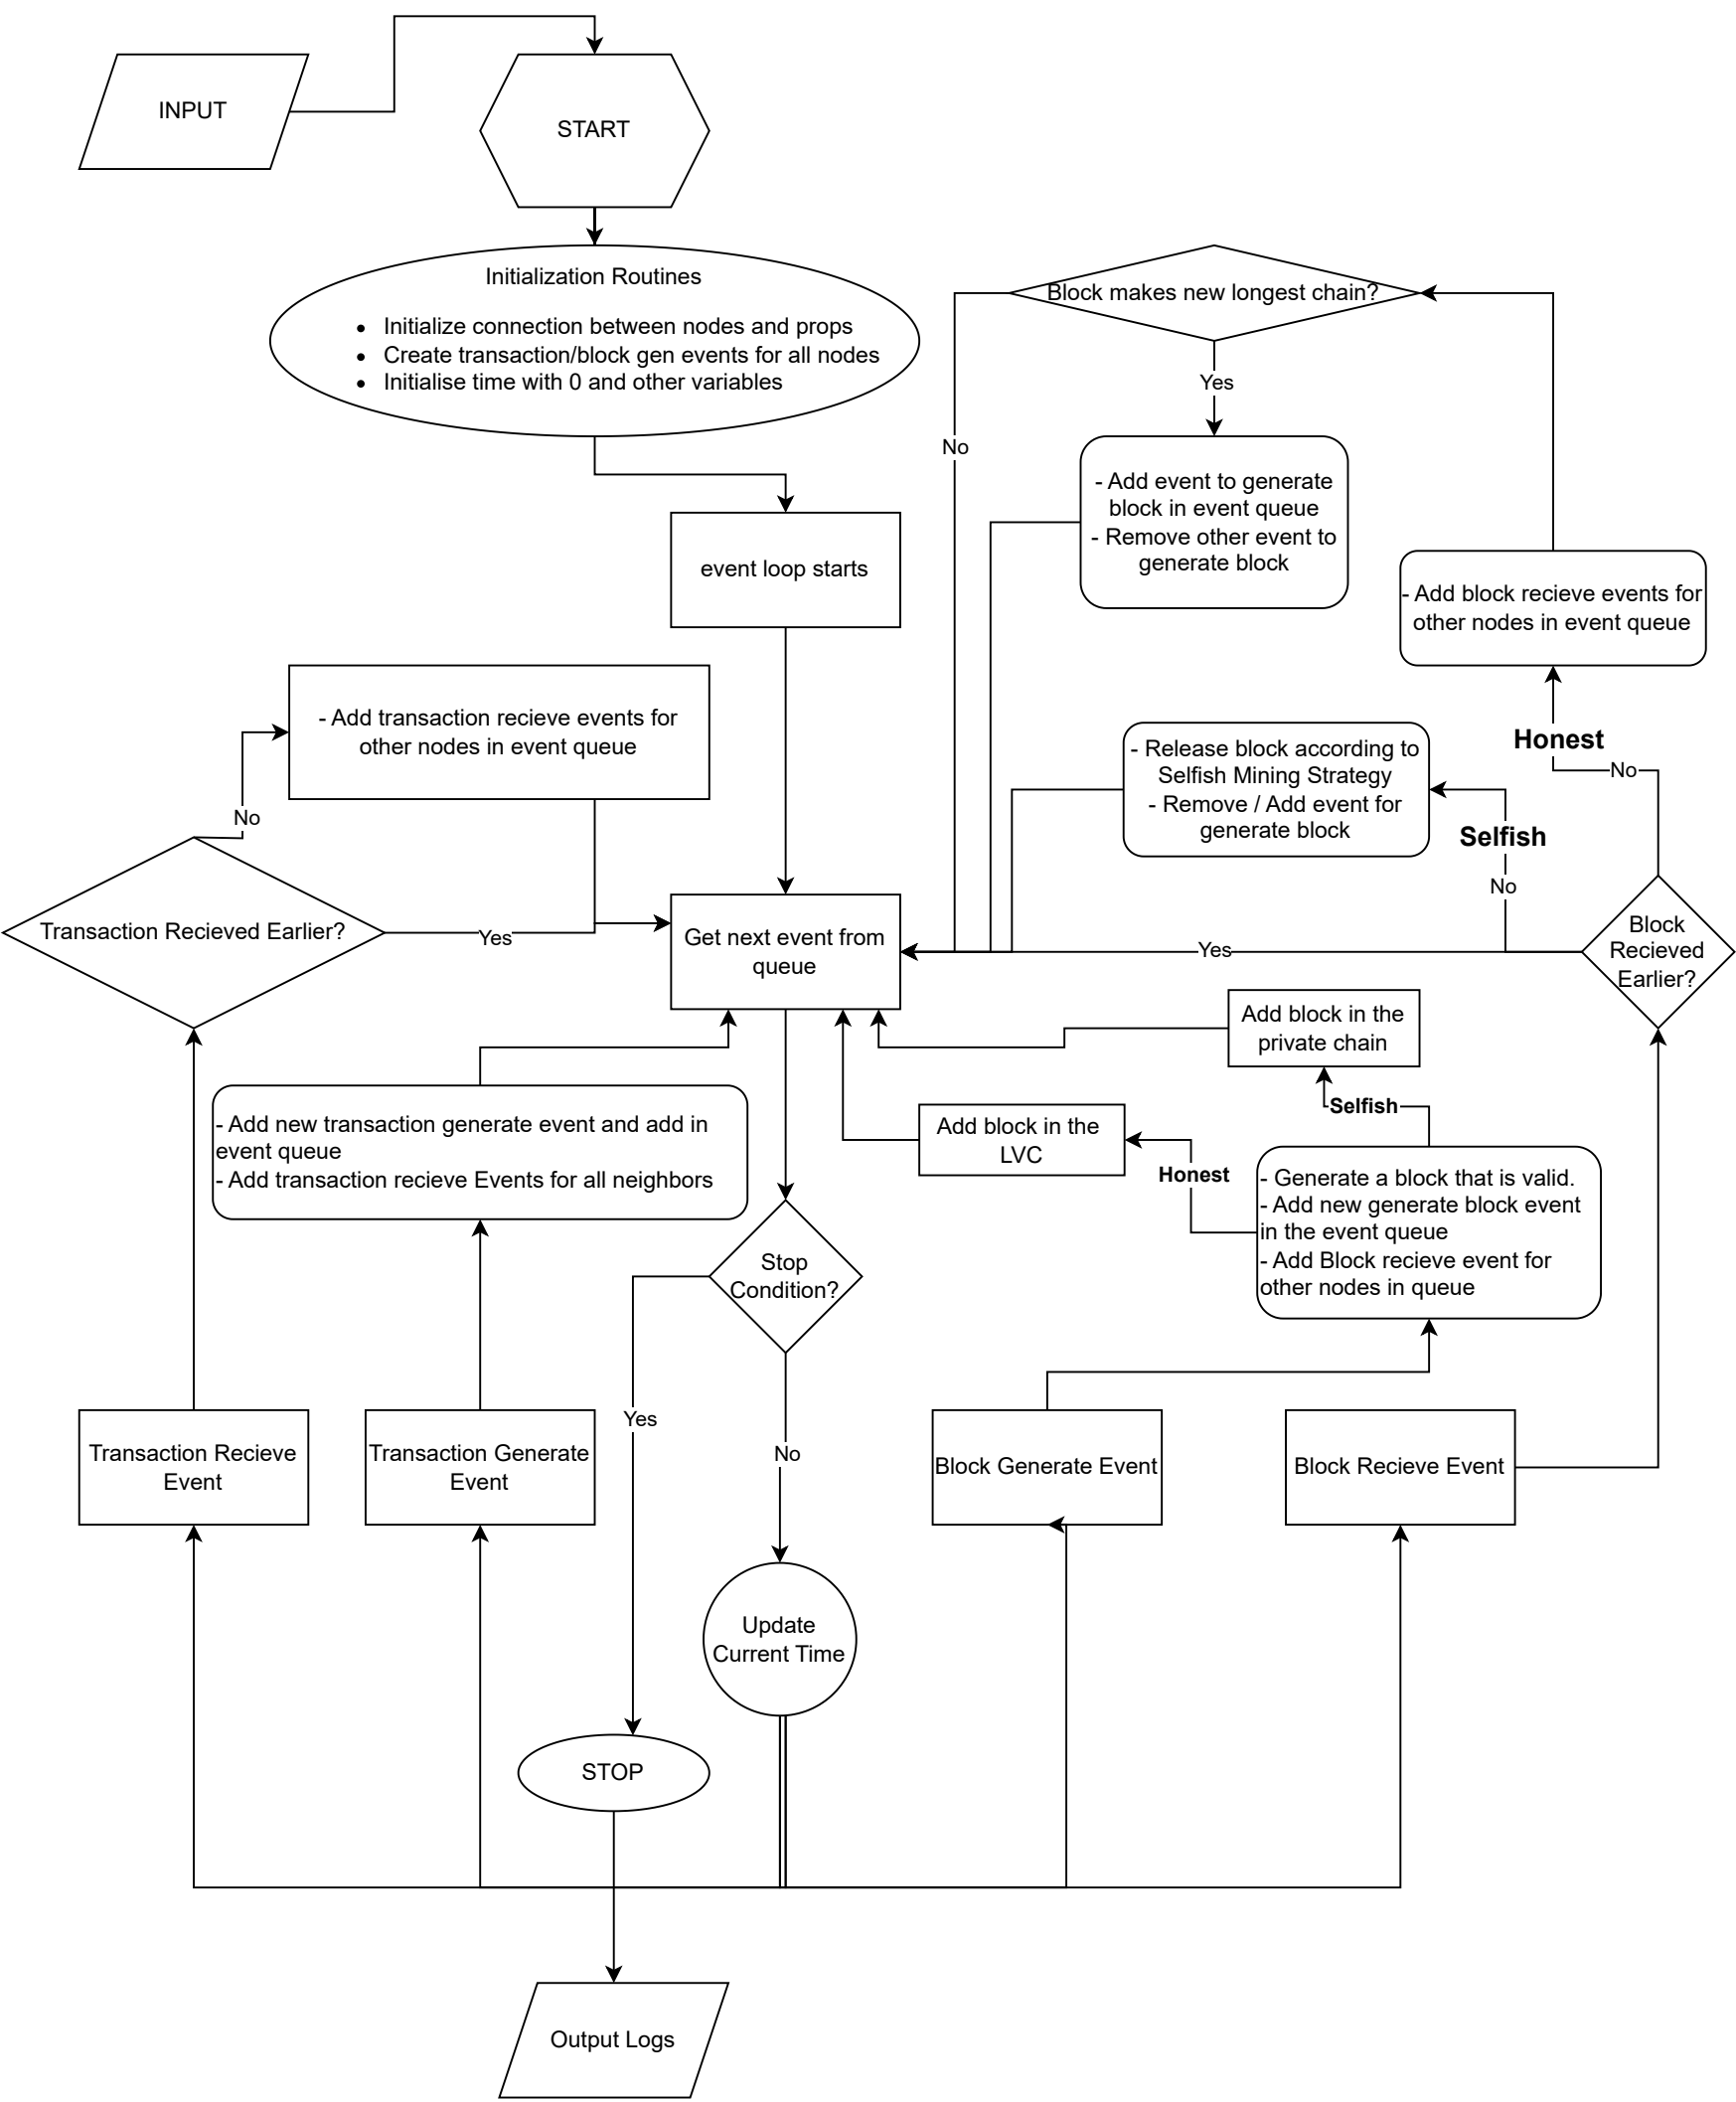 INPUT
START
Initialization Routines
Initialize connection between nodes and props
Create transaction/block gen events for all nodes
Initialise time with 0 and other variables
Block makes new longest chain?
Yes
No
- Add event to generate
block in event queue
- Remove other event to
generate block
event loop starts
- Add block recieve events for
other nodes in event queue
- Add transaction recieve events for
other nodes in event queue
- Release block according to
Selfish Mining Strategy
- Remove / Add event for
generate block
Honest
No
Selfish
No
No
Transaction Recieved Earlier?
Yes
Get next event from
queue
Yes
Block
Recieved
Earlier?
Add block in the
private chain
Selfish
- Add new transaction generate event and add in
event queue
- Add transaction recieve Events for all neighbors
Add block in the
LVC
Honest
- Generate a block that is valid.
- Add new generate block event
in the event queue
- Add Block recieve event for
other nodes in queue
Stop
Condition?
Yes
No
Transaction Recieve
Event
Transaction Generate
Event
Block Generate Event
Block Recieve Event
Update
Current Time
STOP
Output Logs